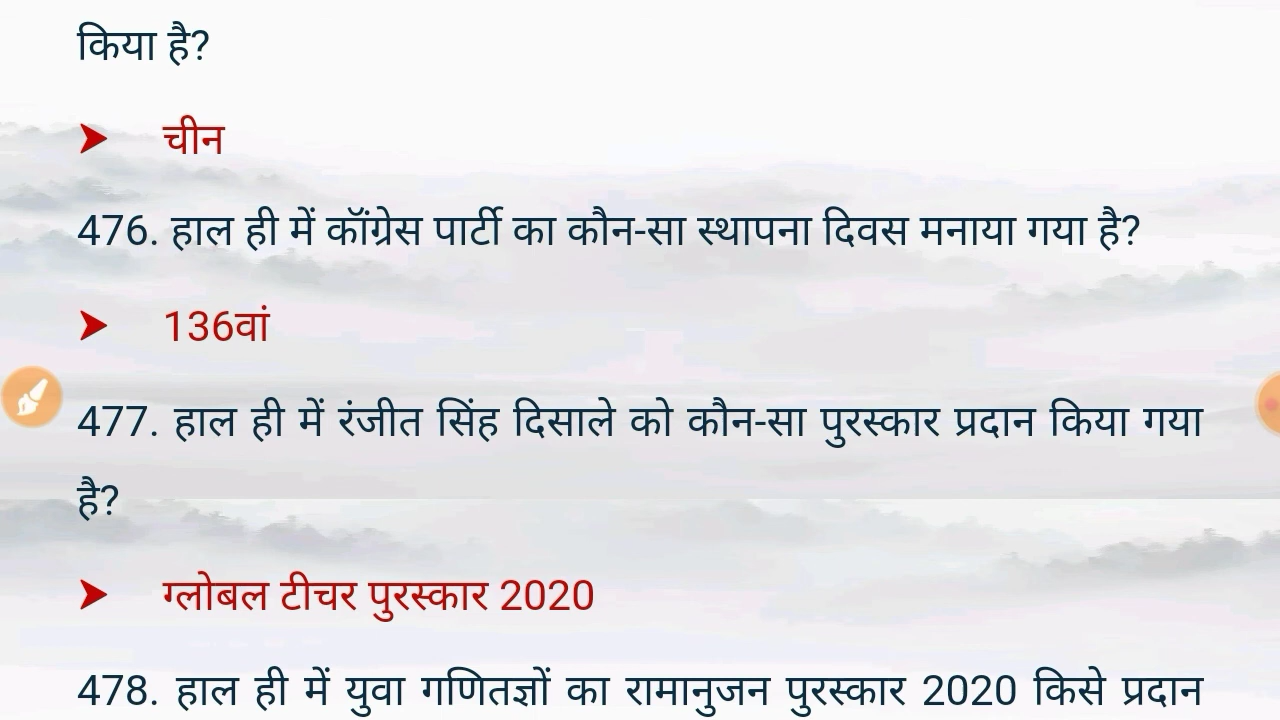 किया है?
➤ चीन
476. हाल ही में कॉंग्रेस पार्टी का कौन-सा स्थापना दिवस मनाया गया है?
➤ 136वां
477. हाल ही में रंजीत सिंह दिसाले को कौन-सा पुरस्कार प्रदान किया गया
है?
➤ ग्लोबल टीचर पुरस्कार 2020
478. हाल ही में युवा गणितज्ञों का रामानुजन पुरस्कार 2020 किसे प्रदान